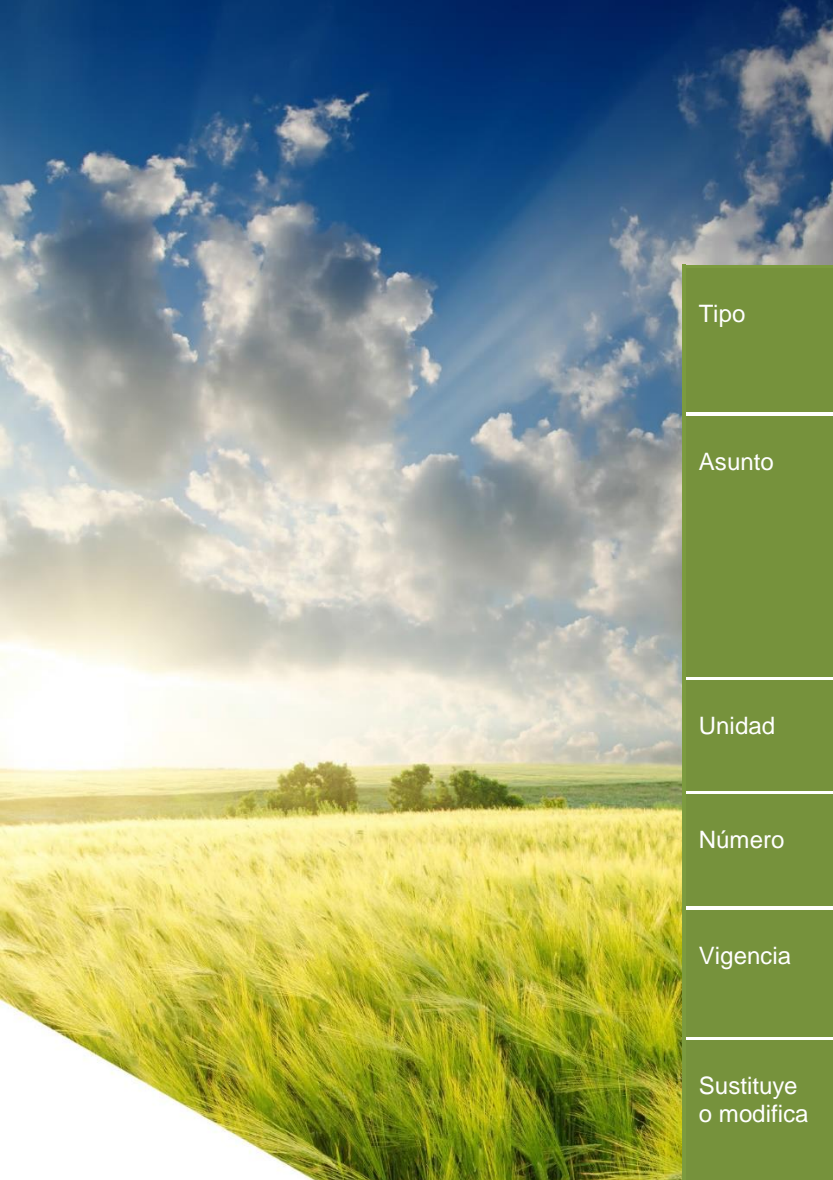 Tipo
Asunto
Unidad
Número
Vigencia
Sustituye
o modifica